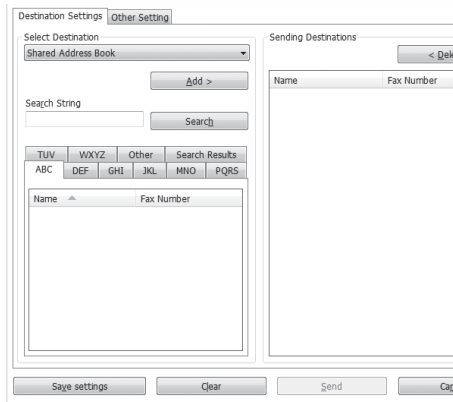 Destination Settings Other Setting
Select Destination
Shared Address Book
Add >
Search String
Search
TUV WXYZ Other Search Results
ABC DEF GHI JKL MNO PQRS
Name Fax Number
Sending Destinations
< Del
Name Fax Number
Save settings Clear Send